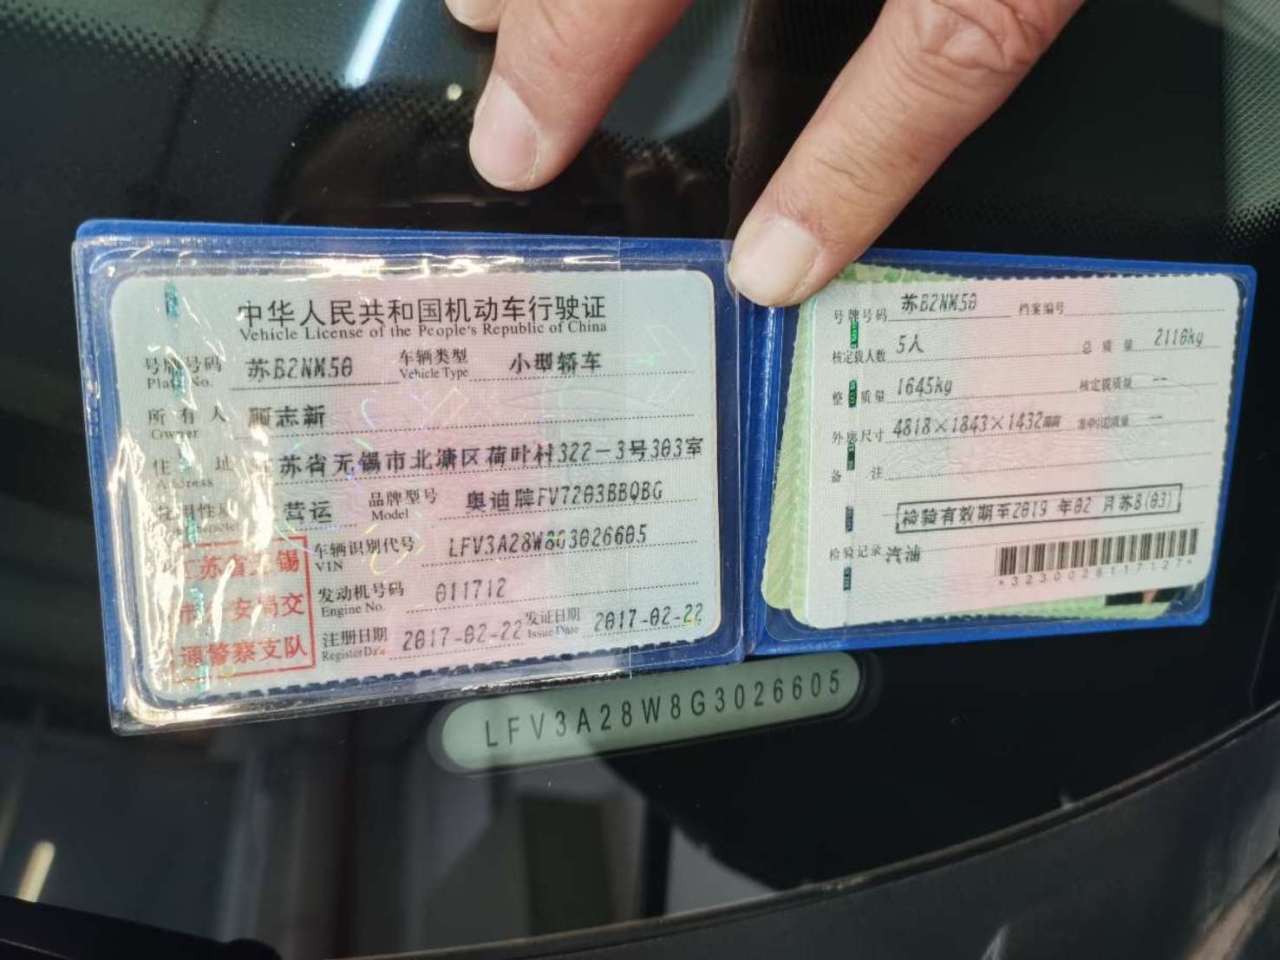 中华人民共和国机动车行驶证
Vehicle License of the People's Republic of China
号牌号码 苏B2NM50 车辆类型 小型轿车
Plate No. Vehicle Type
所有人 顾志新
Owner
住 址 苏省无锡市北塘区荷叶村322-3号303室
Address
营运 品牌型号 奥迪牌FV7203BBQBG
Character Model
车辆识别代号 LFV3A28W8G3026605
VIN
发动机号码 011712
Engine No.
注册日期 2017-02-22 发证日期 2017-02-22
Register Date Issue Date
江苏省无锡
市 安局交
通警察支队
号牌号码 苏B2NM50 档案编号
核定载人数 5人 总质量 2110kg
整 质量 1645kg 核定载质量 --
外廓尺寸 4818×1843×1432 准牵引总质量 --
备 注
检验有效期至2019年02月苏B(03)
检验记录 汽油
*3230028117127*
LFV3A28W8G3026605